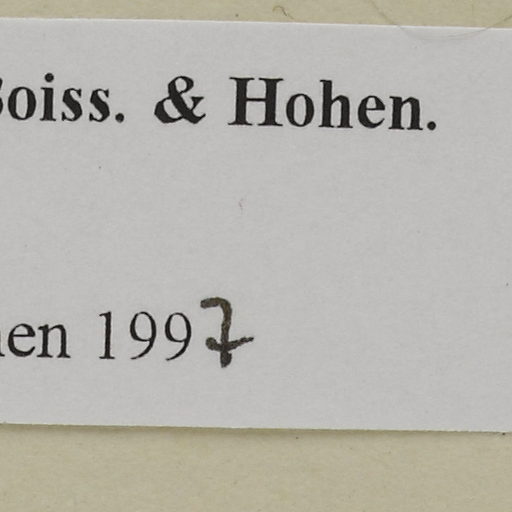 Boiss. & Hohen.
en 1997